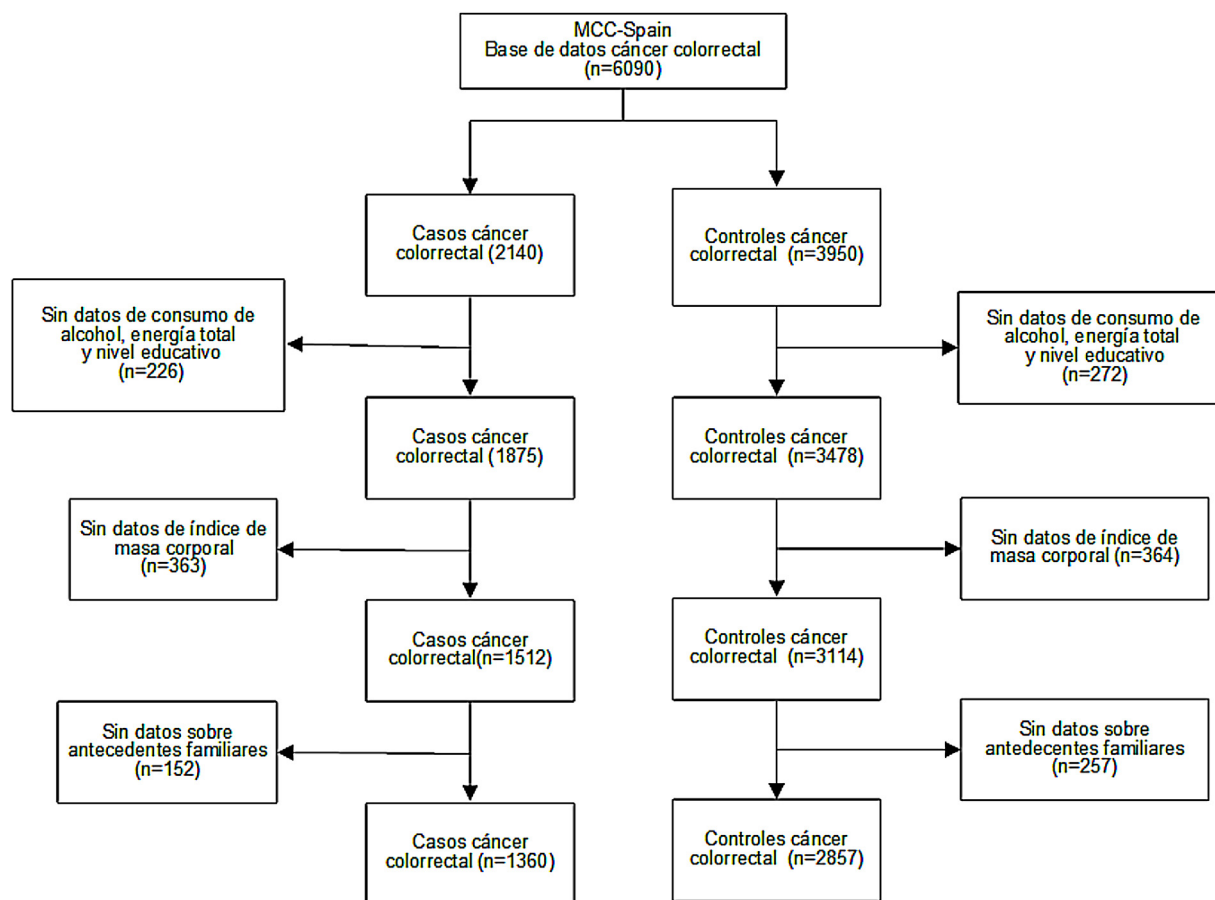 MCC-Spain
Base de datos cáncer colorrectal
(n=6090)
Casos cáncer
colorrectal (2140)
Controles cáncer
colorrectal (n=3950)
Sin datos de consumo de
alcohol, energía total
y nivel educativo
(n=226)
Sin datos de consumo de
alcohol, energía total
y nivel educativo
(n=272)
Casos cáncer
colorrectal (1875)
Controles cáncer
colorrectal (n=3478)
Sin datos de índice de
masa corporal
(n=363)
Sin datos de índice de
masa corporal (n=364)
Casos cáncer
colorrectal(n=1512)
Controles cáncer
colorrectal (n=3114)
Sin datos sobre
antecedentes familiares
(n=152)
Sin datos sobre
antedecentes familiares
(n=257)
Casos cáncer
colorrectal (n=1360)
Controles cáncer
colorrectal (n=2857)